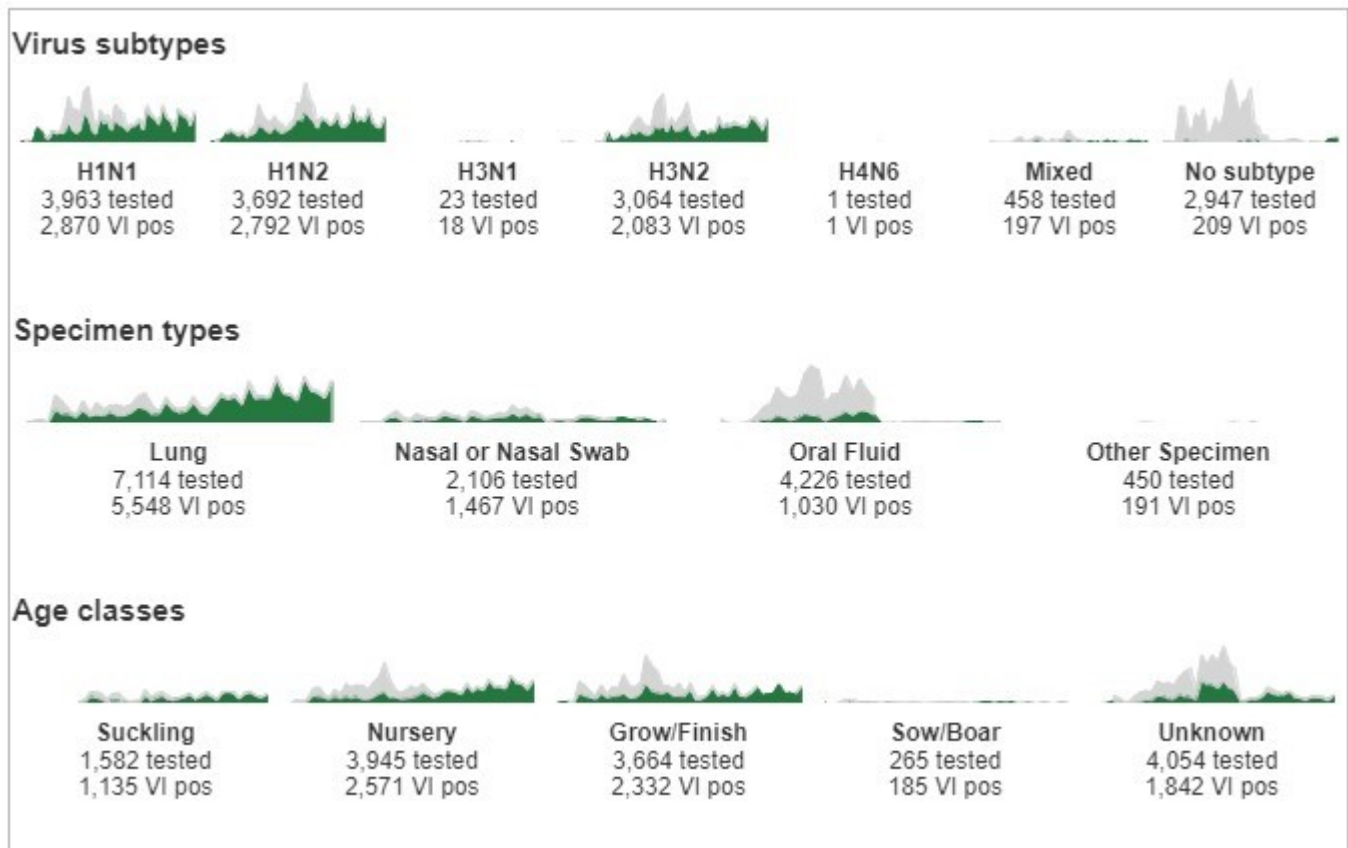 Virus subtypes
H1N1 H1N2 H3N1 H3N2 H4N6 Mixed No subtype
3,963 tested 3,692 tested 23 tested 3,064 tested 1 tested 458 tested 2,947 tested
2,870 VI pos 2,792 VI pos 18 VI pos 2,083 VI pos 1 VI pos 197 VI pos 209 VI pos
Specimen types
Lung Nasal or Nasal Swab Oral Fluid Other Specimen
7,114 tested 2,106 tested 4,226 tested 450 tested
5,548 VI pos 1,467 VI pos 1,030 VI pos 191 VI pos
Age classes
Suckling Nursery Grow/Finish Sow/Boar Unknown
1,582 tested 3,945 tested 3,664 tested 265 tested 4,054 tested
1,135 VI pos 2,571 VI pos 2,332 VI pos 185 VI pos 1,842 VI pos